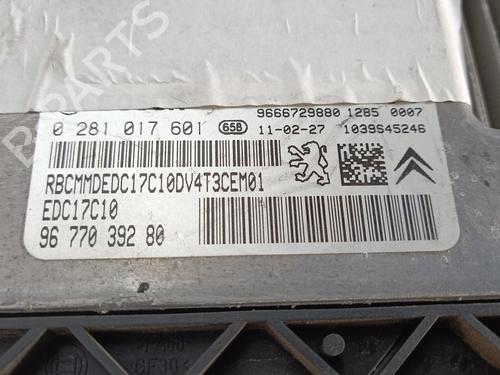 9666729880 1285 0007
0 281 017 601 65B 11-02-27 1039S45246
RBCMMDEDC17C10DV4T3CEM01
EDC17C10
96 770 392 80